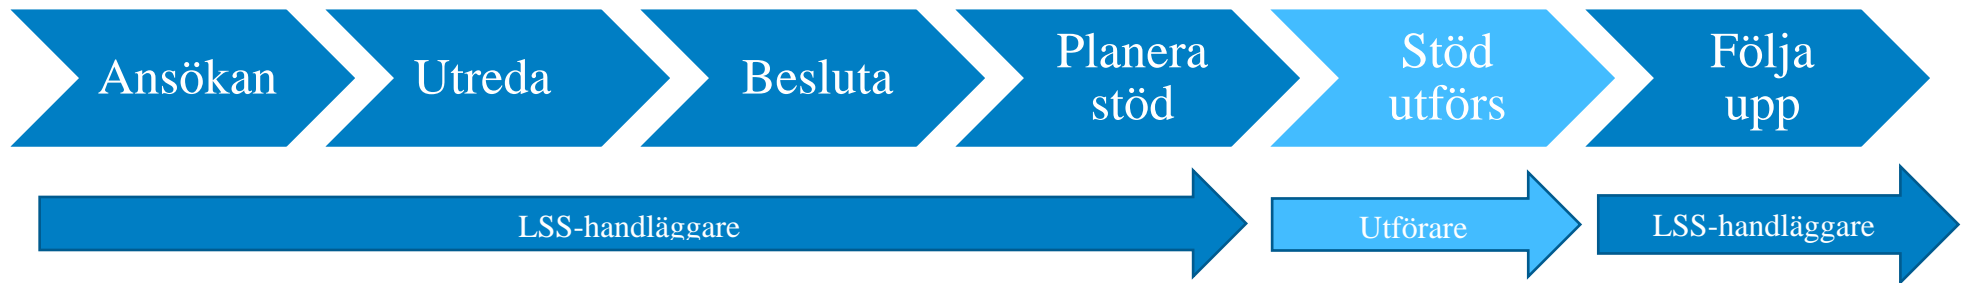 Ansökan
Utreda
Besluta
Planera
stöd
Stöd
utförs
Följa
upp
LSS-handläggare
Utförare
LSS-handläggare